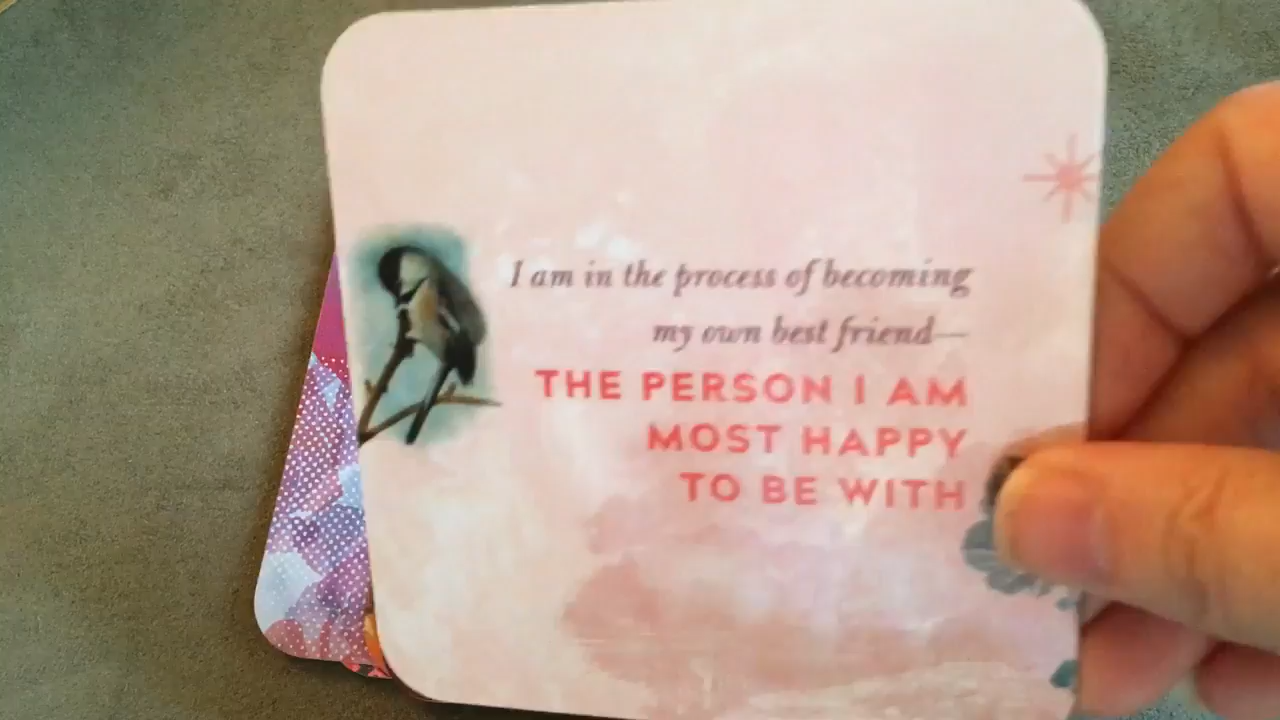 I am in the process of becoming
my own best friend—
THE PERSON I AM
MOST HAPPY
TO BE WITH